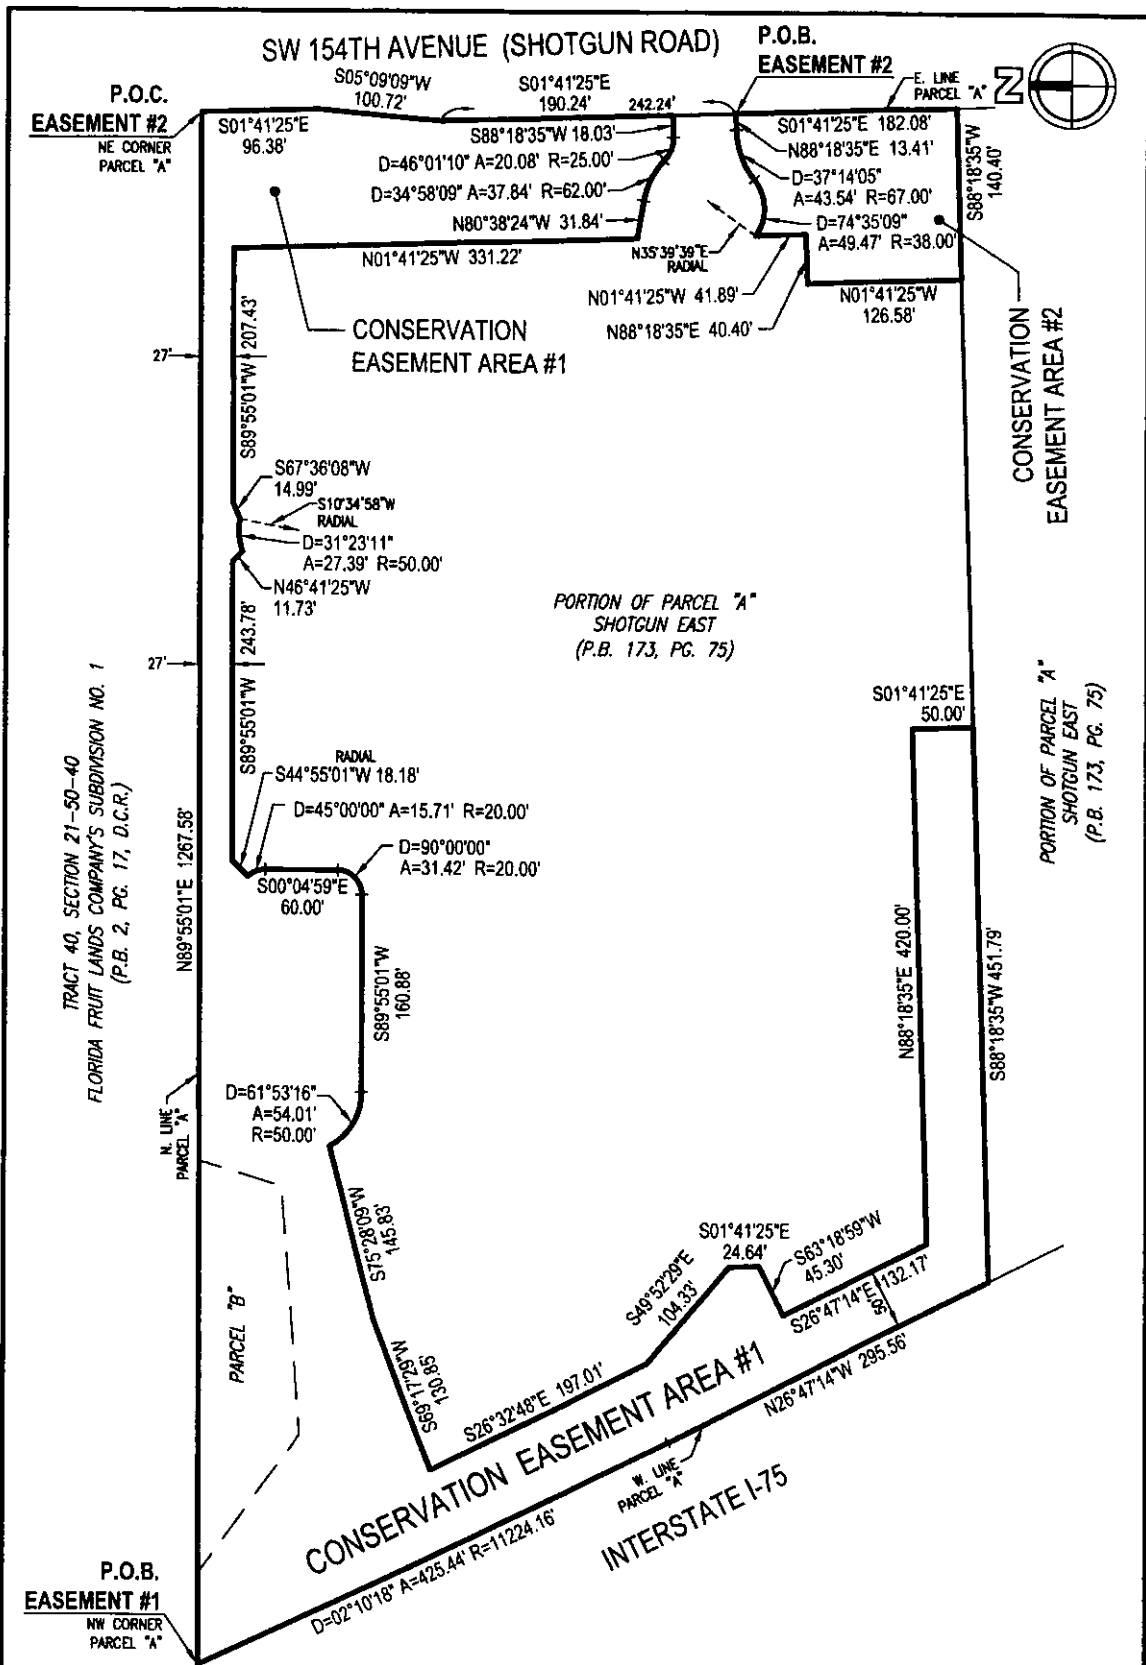 SW 154TH AVENUE (SHOTGUN ROAD)
P.O.B.
EASEMENT #2
P.O.C.
EASEMENT #2
NE CORNER
PARCEL "A"
S05°09'09"W
100.72'
S01°41'25"E
190.24'
242.24'
E. LINE
PARCEL "A"
N
S01°41'25"E
96.38'
S88°18'35"W 18.03'
D=46°01'10" A=20.08' R=25.00'
D=34°58'09" A=37.84' R=62.00'
N80°38'24"W 31.84'
N01°41'25"W 331.22'
S01°41'25"E 182.08'
N88°18'35"E 13.41'
D=37°14'05"
A=43.54' R=67.00'
D=74°35'09"
A=49.47' R=38.00'
S88°18'35"W
140.40'
N35°39'39"E
RADIAL
N01°41'25"W 41.89'
N88°18'35"E 40.40'
N01°41'25"W
126.58'
CONSERVATION
EASEMENT AREA #1
CONSERVATION
EASEMENT AREA #2
27'
S89°55'01"W 207.43'
S67°36'08"W
14.99'
S10°34'58"W
RADIAL
D=31°23'11"
A=27.39' R=50.00'
N46°41'25"W
11.73'
PORTION OF PARCEL "A"
SHOTGUN EAST
(P.B. 173, PG. 75)
27'
S89°55'01"W 243.78'
TRACT 40, SECTION 21-50-40
FLORIDA FRUIT LANDS COMPANY'S SUBDIVISION NO. 1
(P.B. 2, PG. 17, D.C.R.)
N89°55'01"E 1267.58'
S01°41'25"E
50.00'
PORTION OF PARCEL "A"
SHOTGUN EAST
(P.B. 173, PG. 75)
RADIAL
S44°55'01"W 18.18'
D=45°00'00" A=15.71' R=20.00'
D=90°00'00"
A=31.42' R=20.00'
S00°04'59"E
60.00'
S89°55'01"W
160.88'
N88°18'35"E 420.00'
S88°18'35"W 451.79'
N. LINE
PARCEL "A"
D=61°53'16"
A=54.01'
R=50.00'
S75°28'09"W
145.83'
PARCEL "B"
S69°17'29"W
130.85'
S26°32'48"E 197.01'
S49°52'29"E
104.33'
S01°41'25"E
24.64'
S63°18'59"W
45.30'
S26°47'14"E 132.17'
50'
CONSERVATION EASEMENT AREA #1
N26°47'14"W 295.56'
W. LINE
PARCEL "A"
INTERSTATE I-75
D=02°10'18" A=425.44' R=11224.16'
P.O.B.
EASEMENT #1
NW CORNER
PARCEL "A"